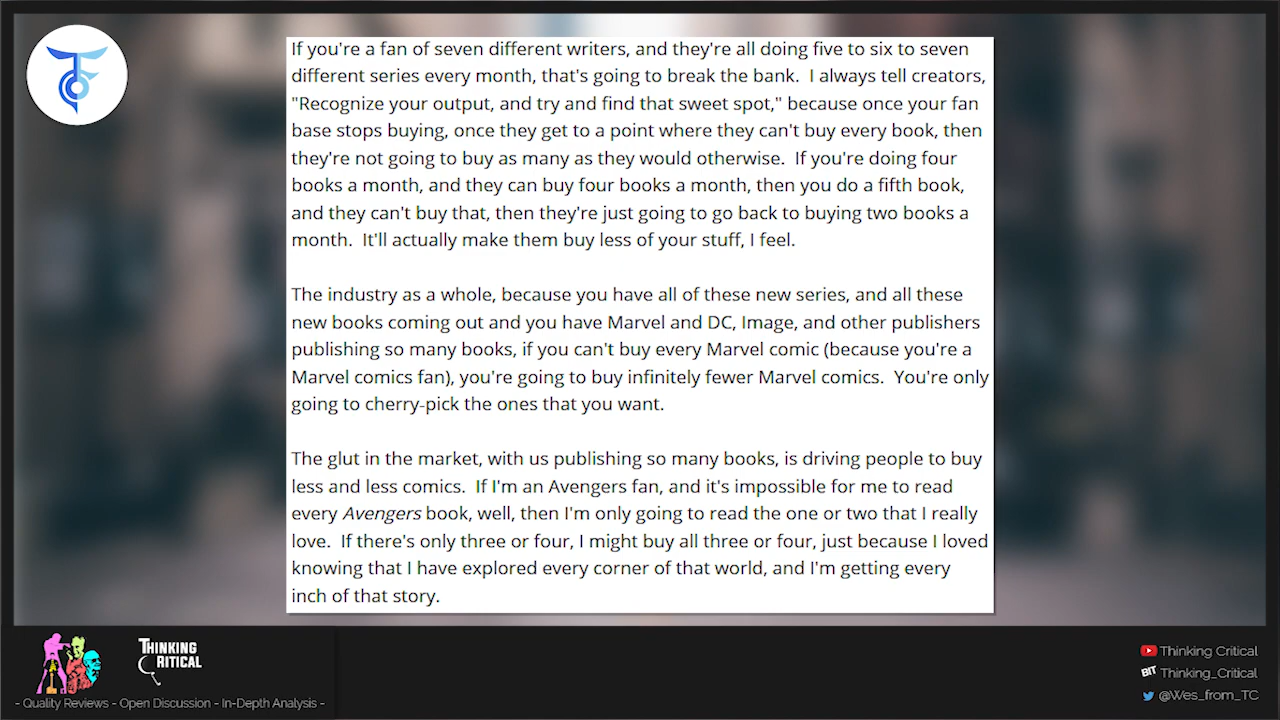 If you're a fan of seven different writers, and they're all doing five to six to seven
different series every month, that's going to break the bank.  I always tell creators,
"Recognize your output, and try and find that sweet spot," because once your fan
base stops buying, once they get to a point where they can't buy every book, then
they're not going to buy as many as they would otherwise.  If you're doing four
books a month, and they can buy four books a month, then you do a fifth book,
and they can't buy that, then they're just going to go back to buying two books a
month.  It'll actually make them buy less of your stuff, I feel.
The industry as a whole, because you have all of these new series, and all these
new books coming out and you have Marvel and DC, Image, and other publishers
publishing so many books, if you can't buy every Marvel comic (because you're a
Marvel comics fan), you're going to buy infinitely fewer Marvel comics.  You're only
going to cherry-pick the ones that you want.
The glut in the market, with us publishing so many books, is driving people to buy
less and less comics.  If I'm an Avengers fan, and it's impossible for me to read
every Avengers book, well, then I'm only going to read the one or two that I really
love.  If there's only three or four, I might buy all three or four, just because I loved
knowing that I have explored every corner of that world, and I'm getting every
inch of that story.
THINKING
CRITICAL
- Quality Reviews - Open Discussion - In-Depth Analysis -
Thinking Critical
BIT Thinking_Critical
@Wes_from_TC